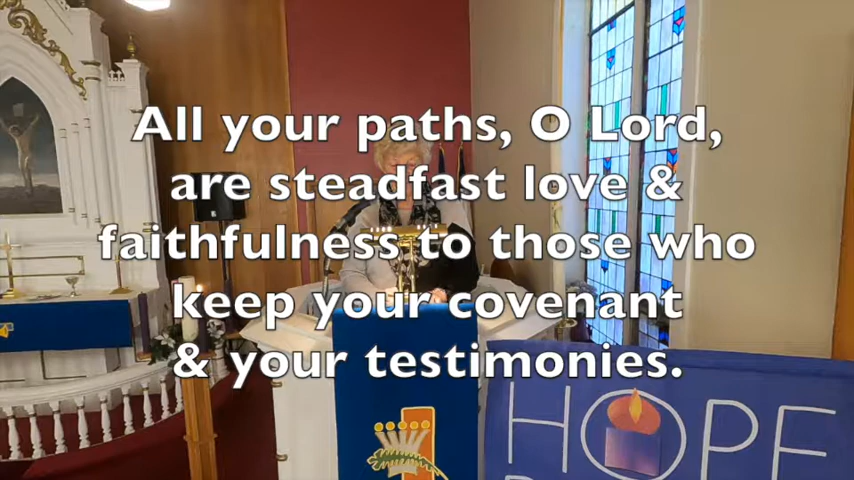 All your paths, O Lord,
are steadfast love &
faithfulness to those who
keep your covenant
& your testimonies.
HOPE